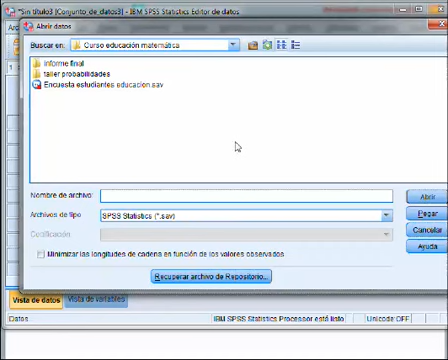 *Sin título3 [Conjunto_de_datos3] - IBM SPSS Statistics Editor de datos
Abrir datos
Buscar en:
Curso educación matemática
informe final
taller probabilidades
Encuesta estudiantes educacion.sav
Nombre de archivo:
Abrir
Archivos de tipo
SPSS Statistics (*.sav)
Pegar
Codificación:
Cancelar
Minimizar las longitudes de cadena en función de los valores observados
Ayuda
Recuperar archivo de Repositorio...
Vista de datos
Vista de variables
Datos
IBM SPSS Statistics Processor está listo
Unicode:OFF